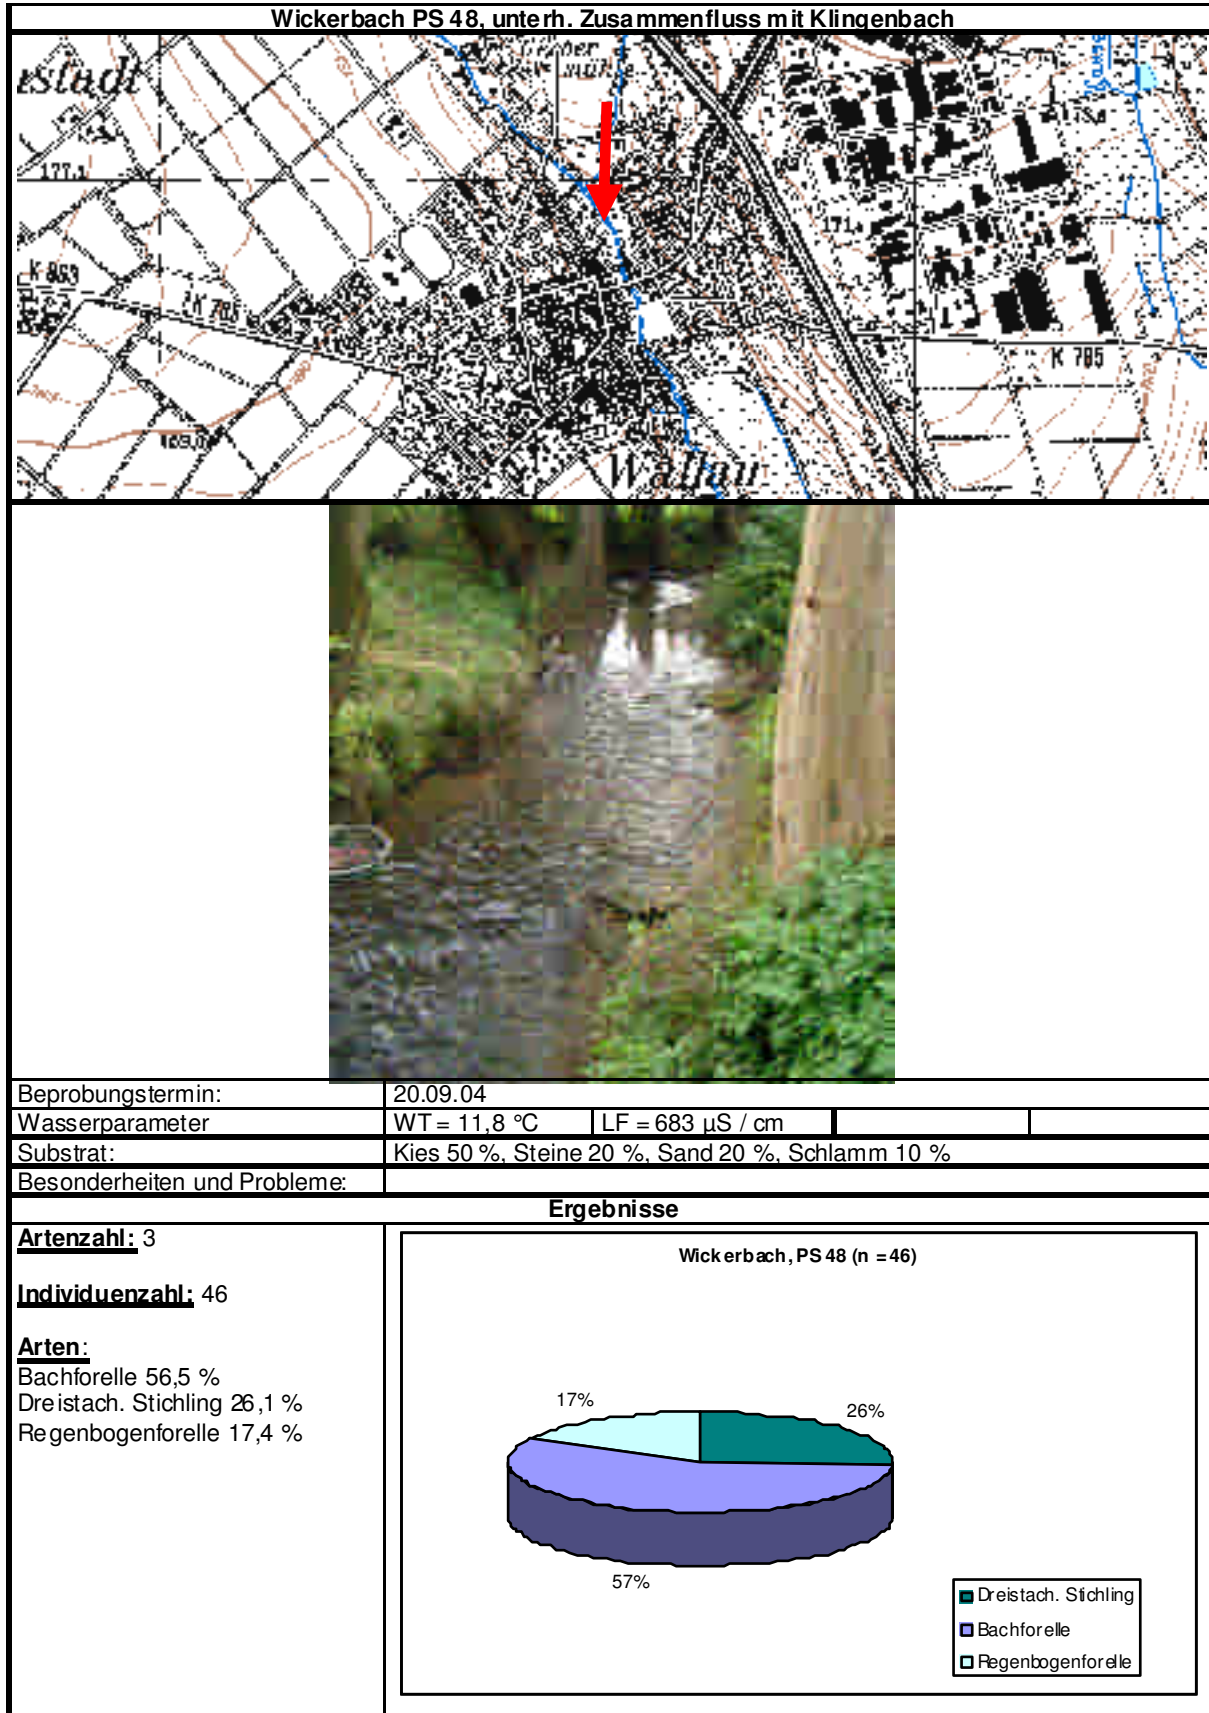 Wickerbach PS 48, unterh. Zusammenfluss mit Klingenbach
177,1
K 785
171,
K 785
Wallau
Beprobungstermin: 20.09.04
Wasserparameter WT = 11,8 °C LF = 683 µS / cm
Substrat: Kies 50 %, Steine 20 %, Sand 20 %, Schlamm 10 %
Besonderheiten und Probleme:
Ergebnisse
Artenzahl: 3
Individuenzahl: 46
Arten:
Bachforelle 56,5 %
Dreistach. Stichling 26,1 %
Regenbogenforelle 17,4 %
Wickerbach, PS 48 (n = 46)
17%
26%
57%
Dreistach. Stichling
Bachforelle
Regenbogenforelle